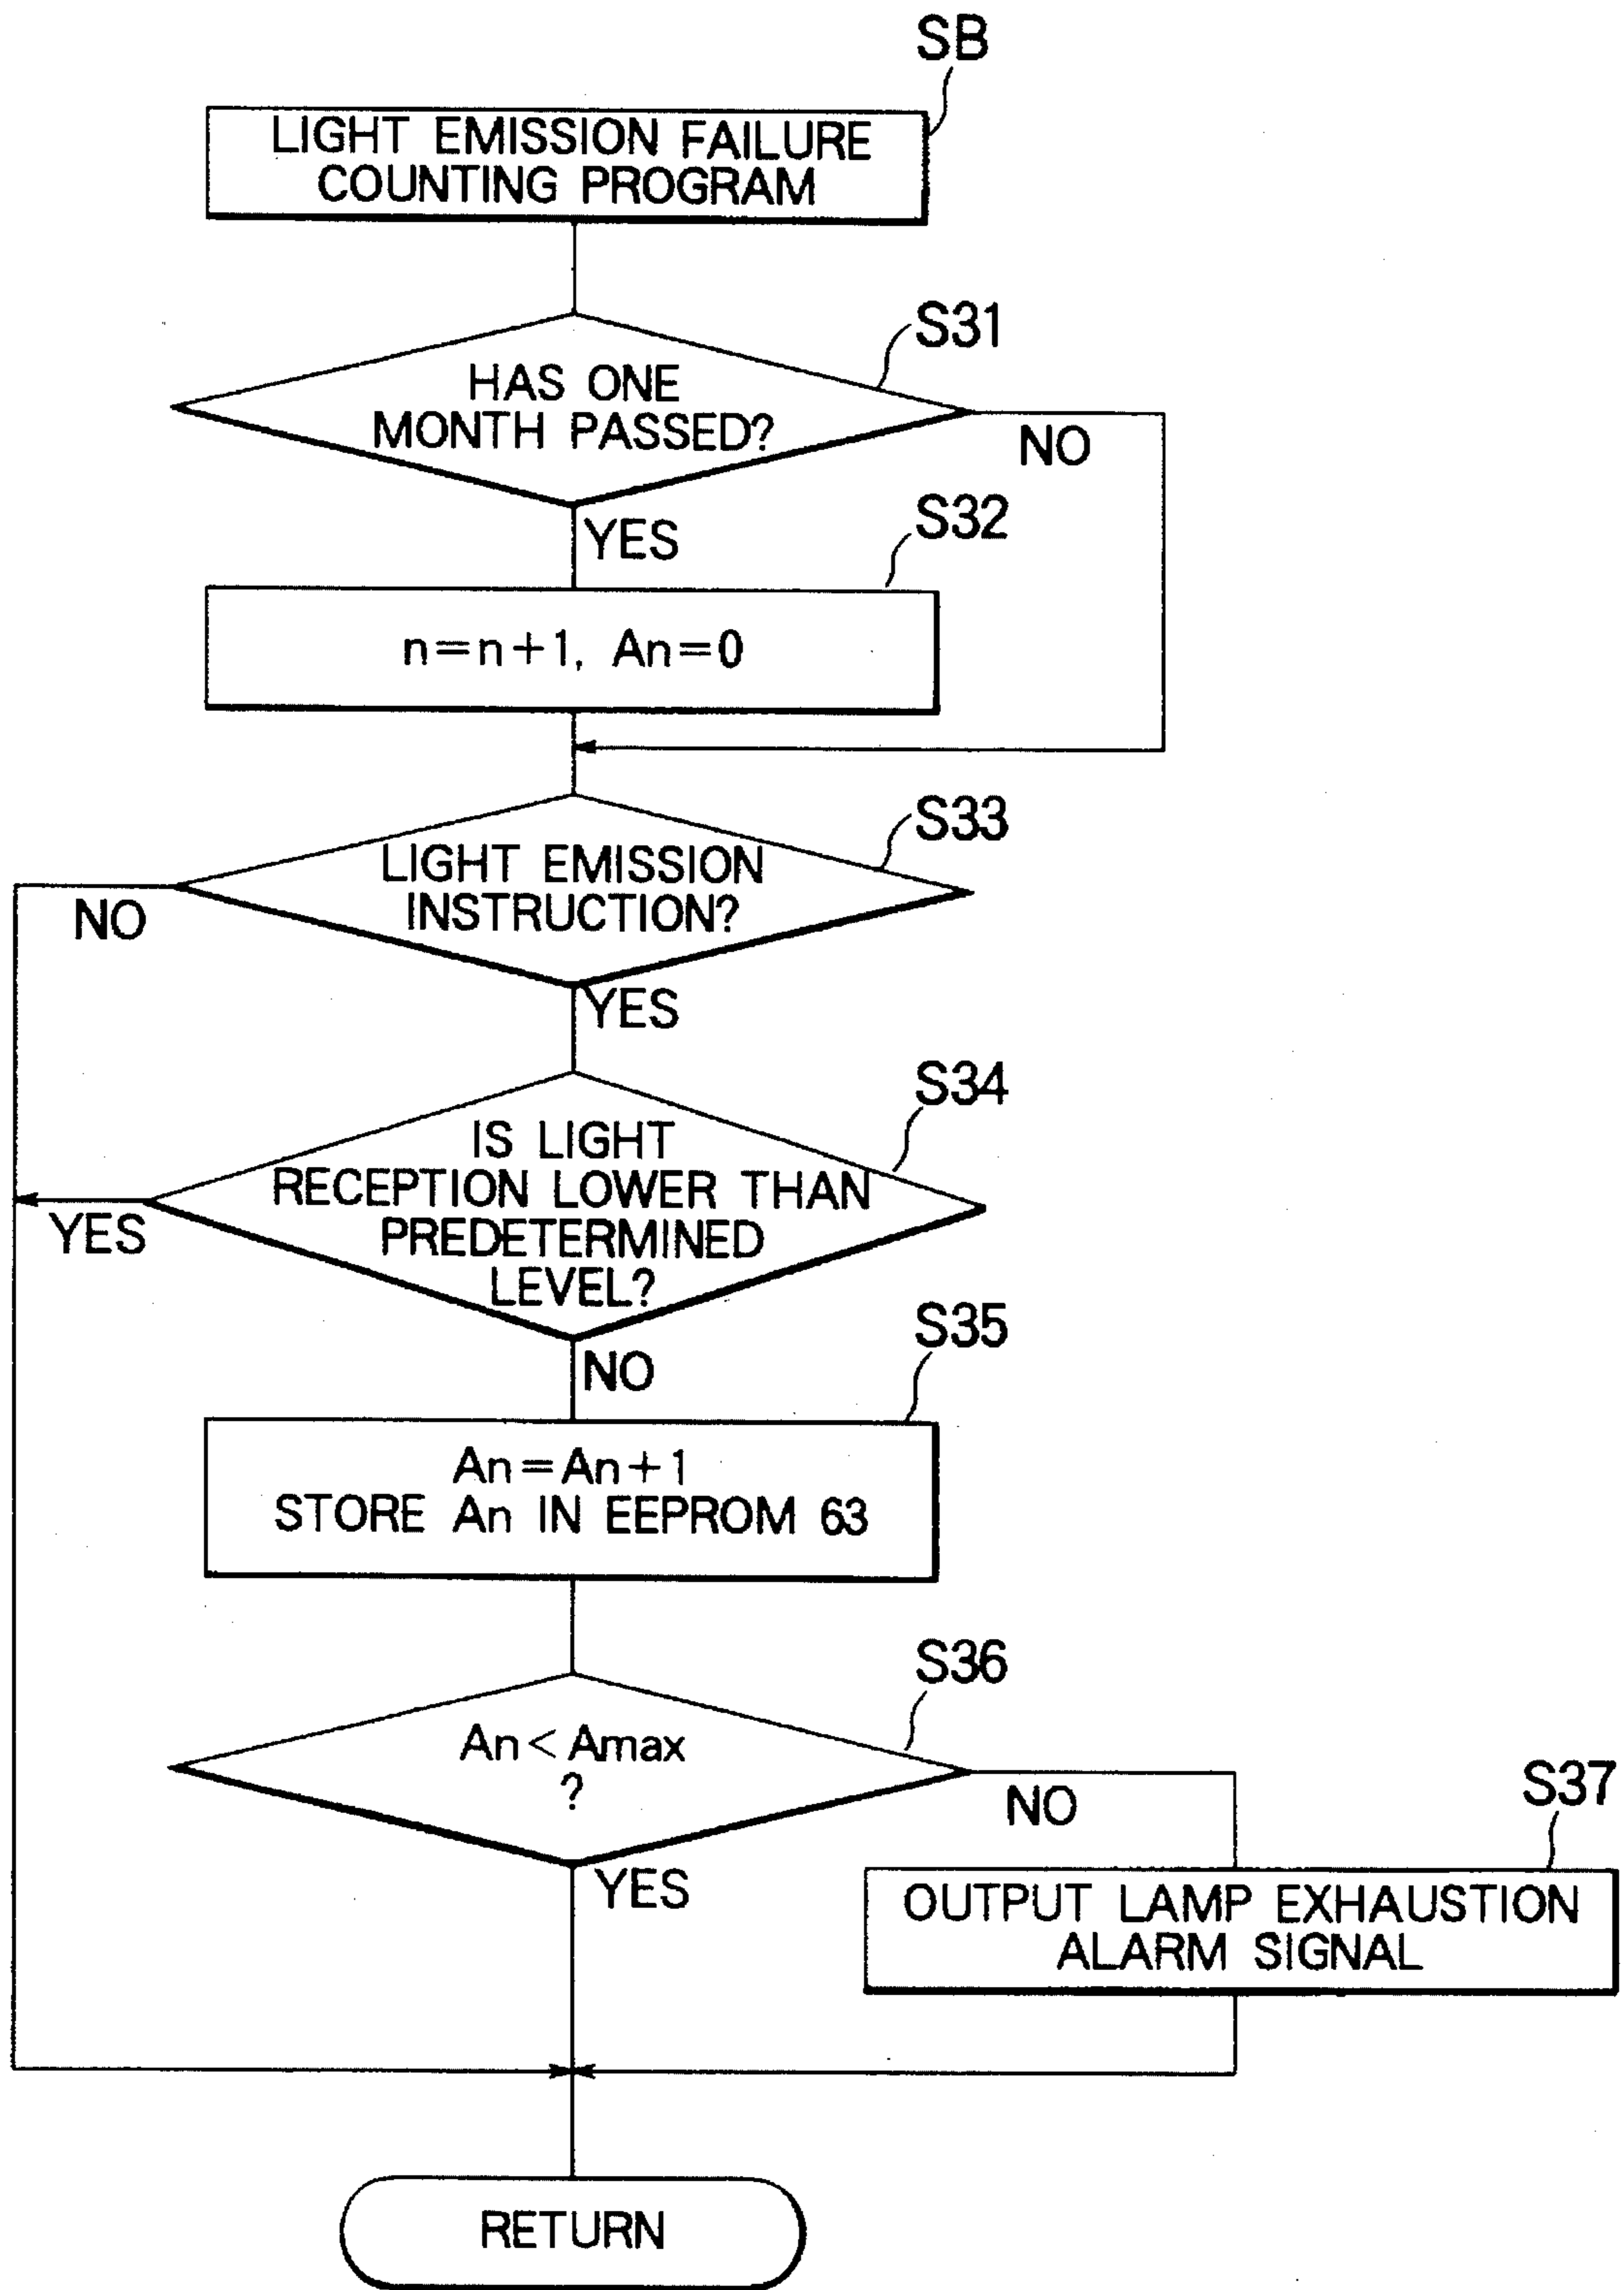 SB
LIGHT EMISSION FAILURE
COUNTING PROGRAM
S31
HAS ONE
MONTH PASSED?
NO
YES
S32
n=n+1, An=0
S33
LIGHT EMISSION
INSTRUCTION?
NO
YES
S34
IS LIGHT
RECEPTION LOWER THAN
PREDETERMINED
LEVEL?
YES
NO
S35
An=An+1
STORE An IN EEPROM 63
S36
An<Amax
?
NO
YES
S37
OUTPUT LAMP EXHAUSTION
ALARM SIGNAL
RETURN